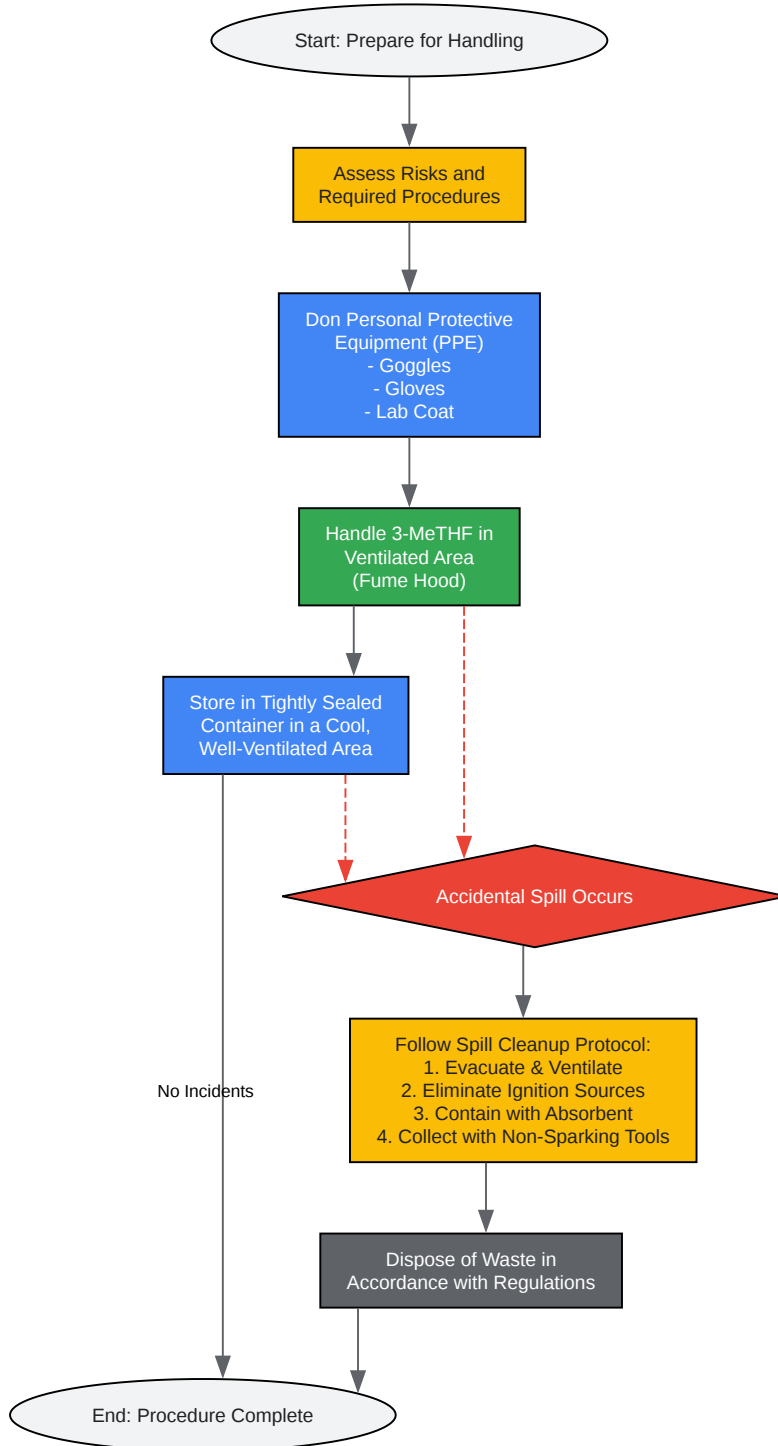 Start: Prepare for Handling
Assess Risks and
Required Procedures
Don Personal Protective
Equipment (PPE)
- Goggles
- Gloves
- Lab Coat
Handle 3-MeTHF in
Ventilated Area
(Fume Hood)
Store in Tightly Sealed
Container in a Cool,
Well-Ventilated Area
Accidental Spill Occurs
Follow Spill Cleanup Protocol:
1. Evacuate & Ventilate
2. Eliminate Ignition Sources
3. Contain with Absorbent
4. Collect with Non-Sparking Tools
No Incidents
Dispose of Waste in
Accordance with Regulations
End: Procedure Complete